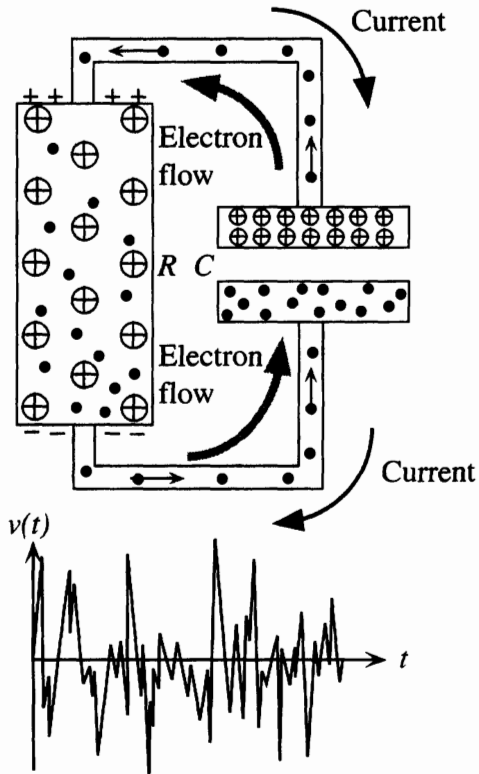 Current
+ + + +
Electron
flow
R C
Electron
flow
− − − − −
Current
v(t)
t